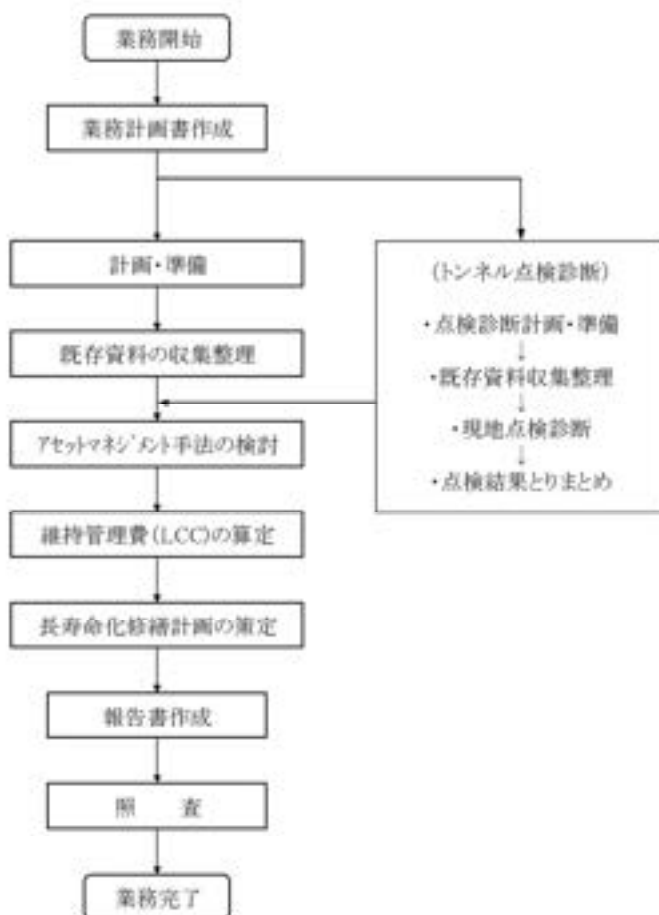 業務開始
業務計画書作成
計画・準備
既存資料の収集整理
アセットマネジメント手法の検討
維持管理費(LCC)の算定
長寿命化修繕計画の策定
報告書作成
照　査
業務完了
(トンネル点検診断)
・点検診断計画・準備
↓
・既存資料収集整理
↓
・現地点検診断
↓
・点検結果とりまとめ